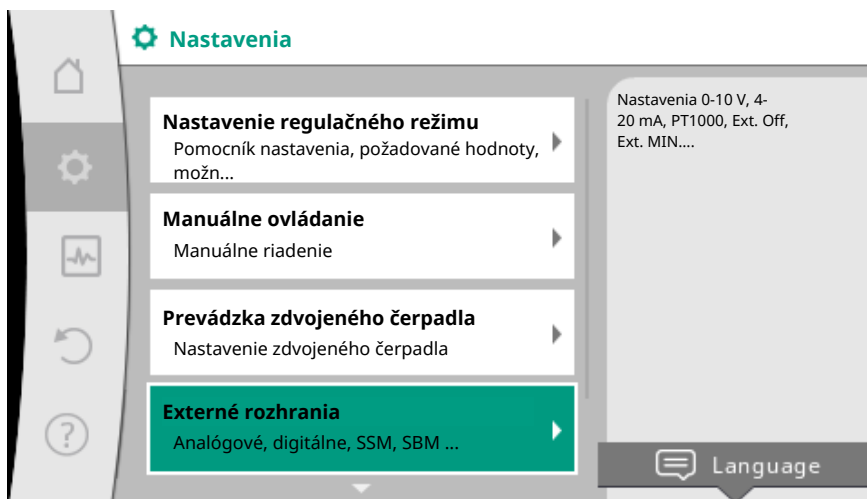 Nastavenia
Nastavenie regulačného režimu
Pomocník nastavenia, požadované hodnoty,
možn...
Manuálne ovládanie
Manuálne riadenie
Prevádzka zdvojeného čerpadla
Nastavenie zdvojeného čerpadla
Externé rozhrania
Analógové, digitálne, SSM, SBM ...
Nastavenia 0-10 V, 4-
20 mA, PT1000, Ext. Off,
Ext. MIN....
Language